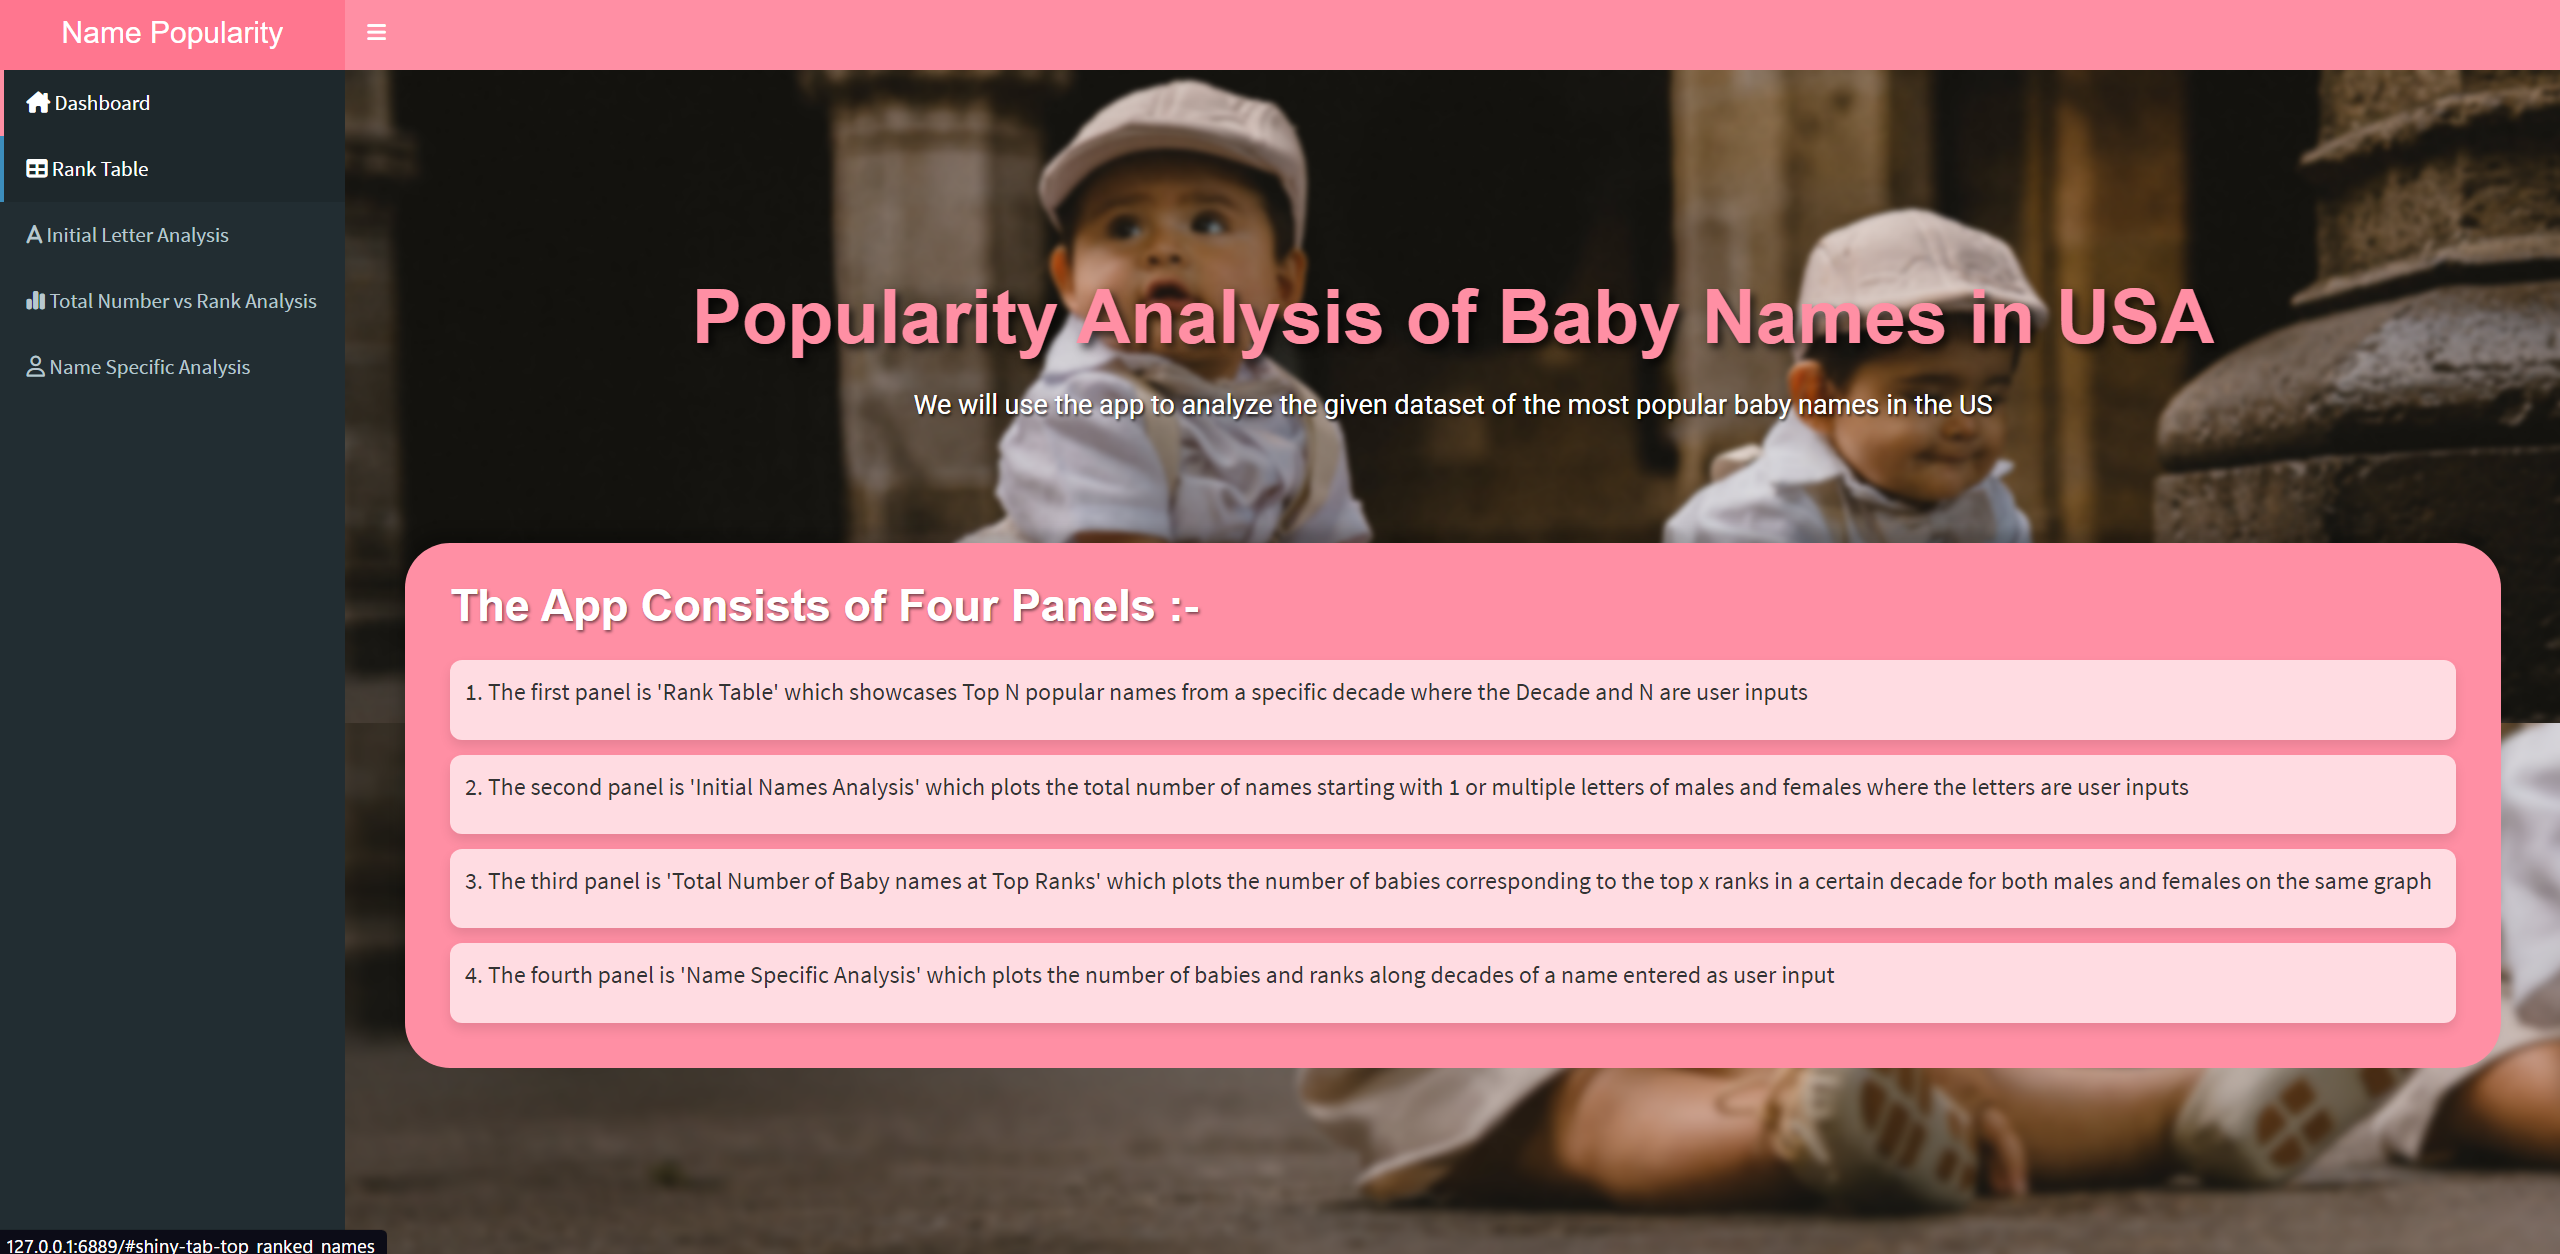 Name Popularity
Dashboard
Rank Table
Initial Letter Analysis
Total Number vs Rank Analysis
Name Specific Analysis
Popularity Analysis of Baby Names in USA
We will use the app to analyze the given dataset of the most popular baby names in the US
The App Consists of Four Panels :-
1. The first panel is 'Rank Table' which showcases Top N popular names from a specific decade where the Decade and N are user inputs
2. The second panel is 'Initial Names Analysis' which plots the total number of names starting with 1 or multiple letters of males and females where the letters are user inputs
3. The third panel is 'Total Number of Baby names at Top Ranks' which plots the number of babies corresponding to the top x ranks in a certain decade for both males and females on the same graph
4. The fourth panel is 'Name Specific Analysis' which plots the number of babies and ranks along decades of a name entered as user input
127.0.0.1:6889/#shiny-tab-top_ranked_names